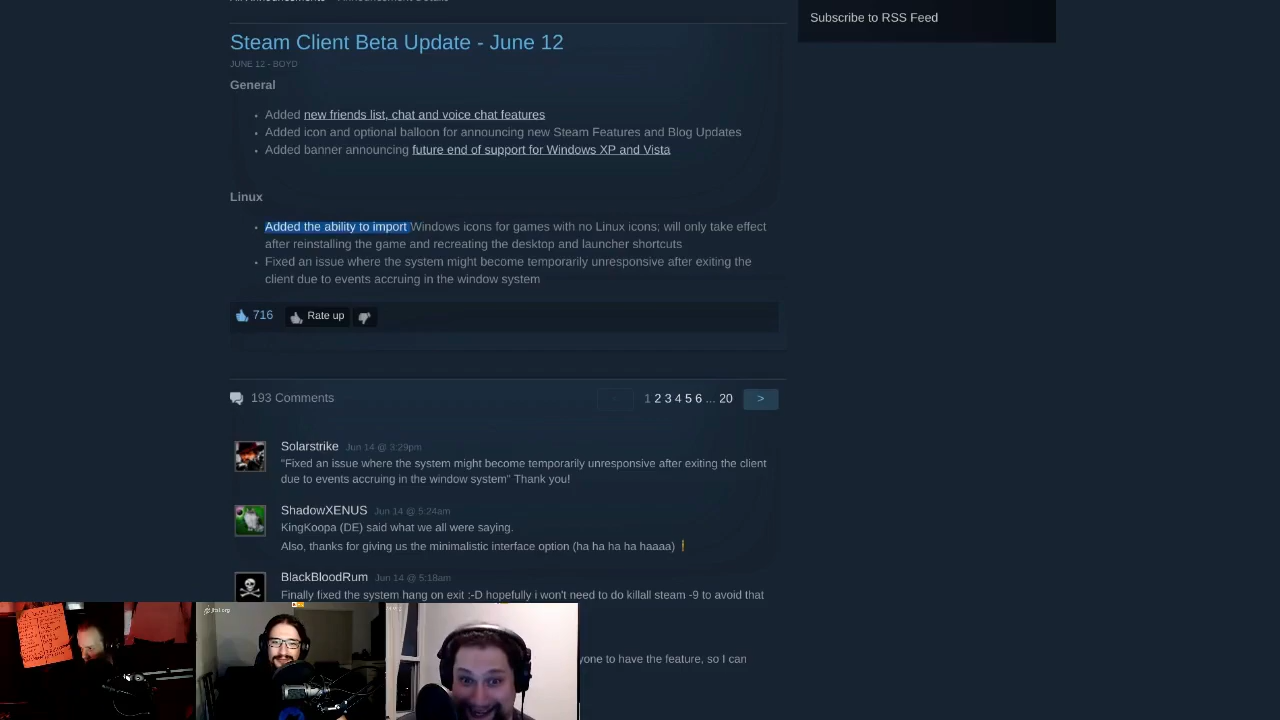 Subscribe to RSS Feed
Steam Client Beta Update - June 12
JUNE 12 - BOYD
General
Added new friends list, chat and voice chat features
Added icon and optional balloon for announcing new Steam Features and Blog Updates
Added banner announcing future end of support for Windows XP and Vista
Linux
Added the ability to import Windows icons for games with no Linux icons; will only take effect
after reinstalling the game and recreating the desktop and launcher shortcuts
Fixed an issue where the system might become temporarily unresponsive after exiting the
client due to events accruing in the window system
716 Rate up
193 Comments 1 2 3 4 5 6 ... 20 >
Solarstrike Jun 14 @ 3:29pm
"Fixed an issue where the system might become temporarily unresponsive after exiting the client
due to events accruing in the window system" Thank you!
ShadowXENUS Jun 14 @ 5:24am
KingKoopa (DE) said what we all were saying.
Also, thanks for giving us the minimalistic interface option (ha ha ha ha haaaa)
BlackBloodRum Jun 14 @ 5:18am
Finally fixed the system hang on exit :-D hopefully i won't need to do killall steam -9 to avoid that
yone to have the feature, so I can